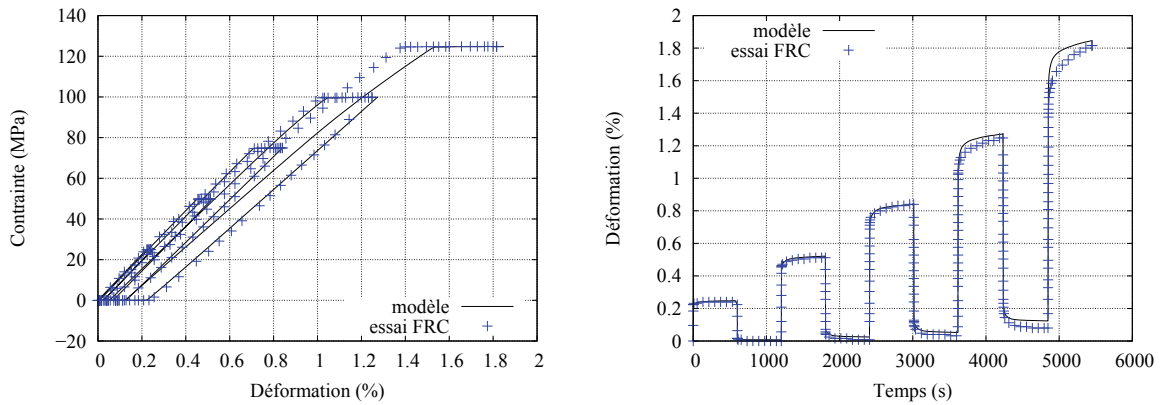 140
120
100
80
60
40
20
0
−20
Contrainte (MPa)
0 0.2 0.4 0.6 0.8 1 1.2 1.4 1.6 1.8 2
Déformation (%)
modèle
essai FRC
2
1.8
1.6
1.4
1.2
1
0.8
0.6
0.4
0.2
0
Déformation (%)
0 1000 2000 3000 4000 5000 6000
Temps (s)
modèle
essai FRC